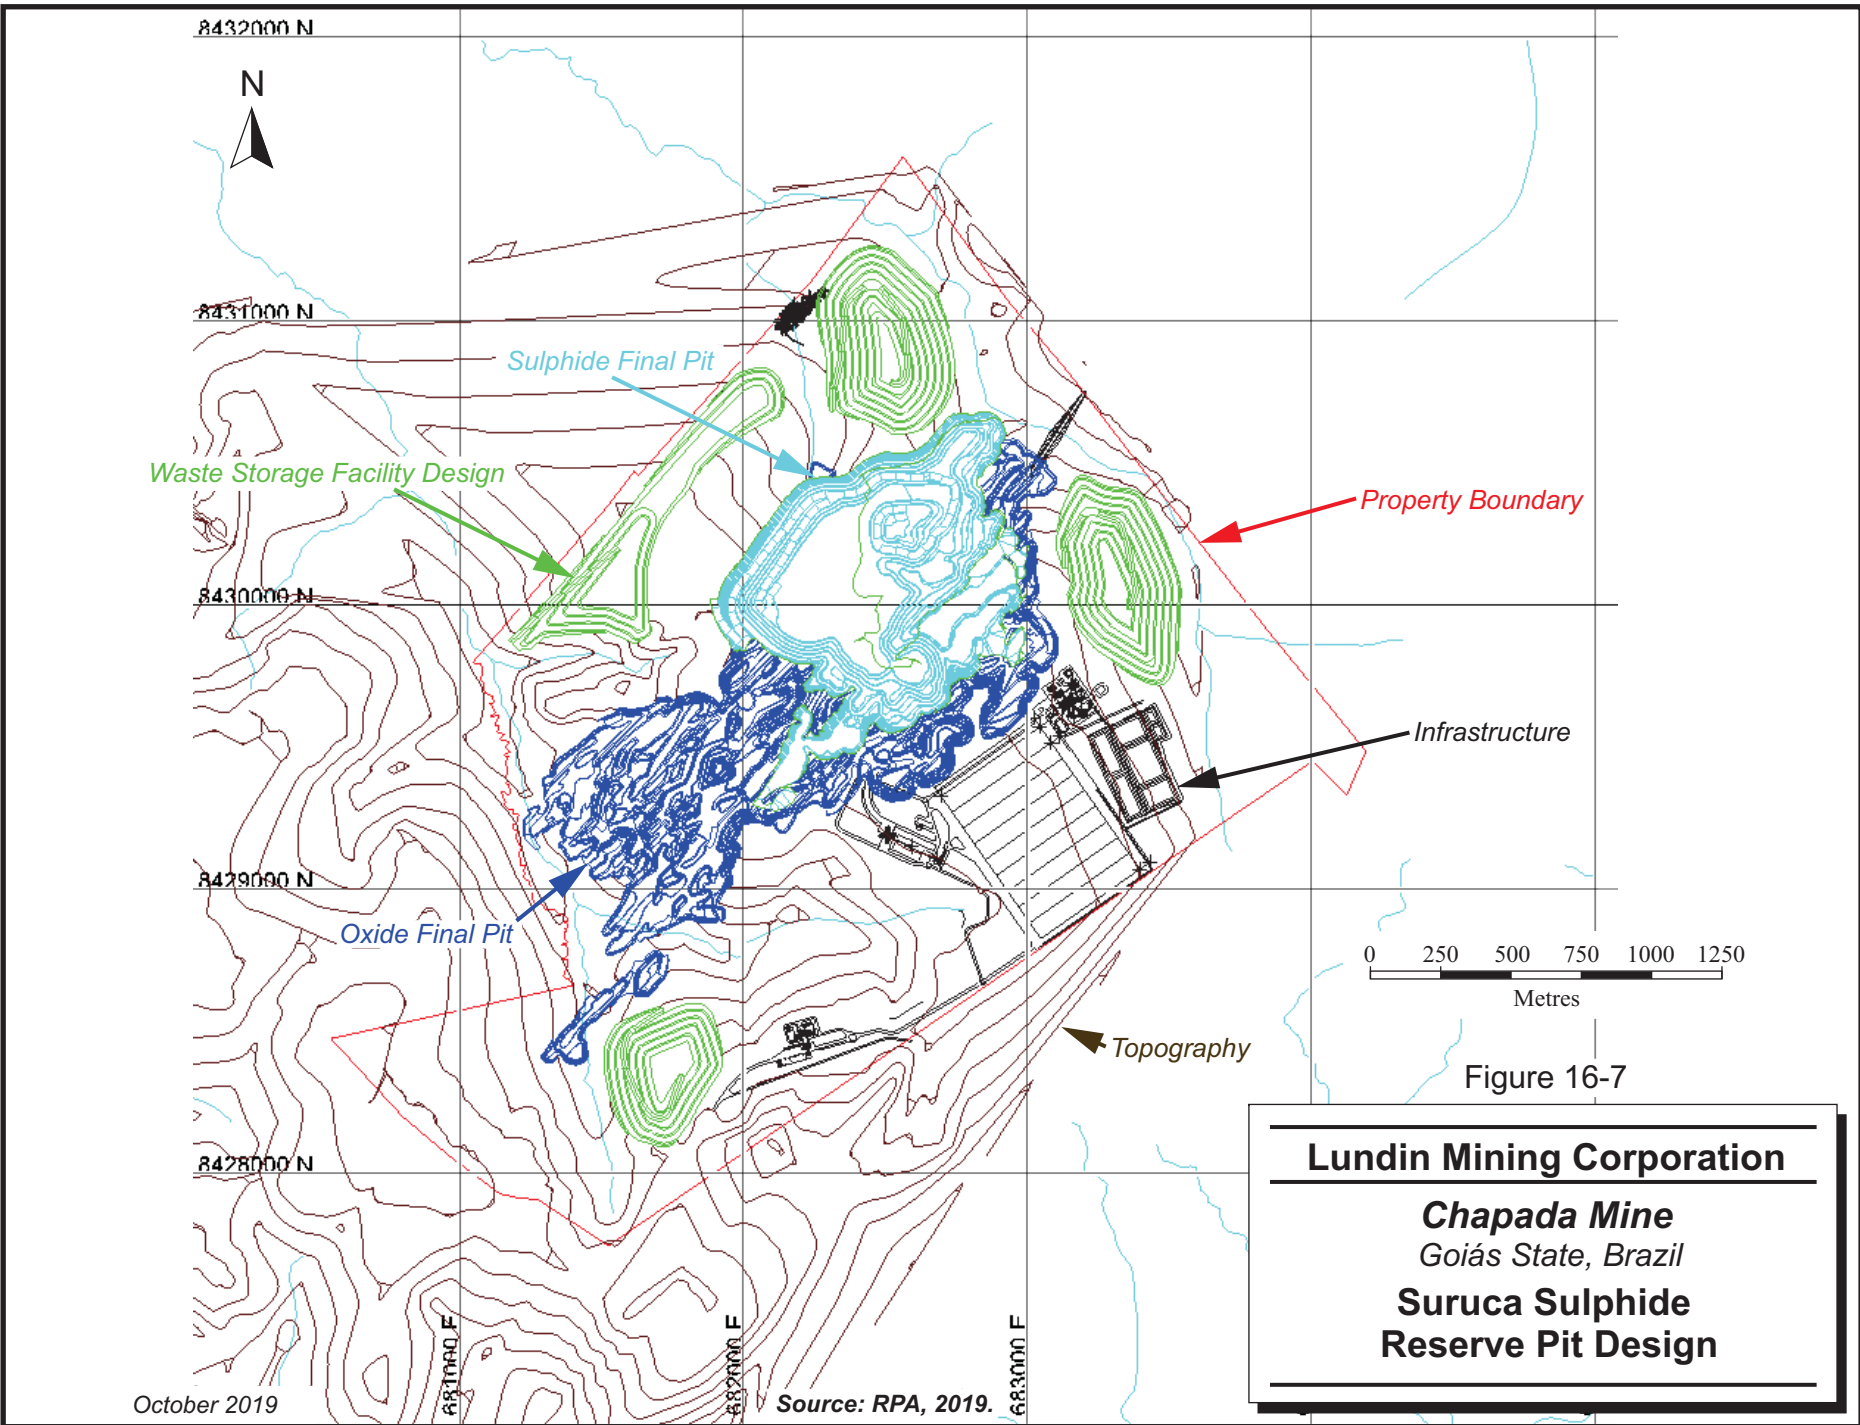 8432000 N
N
8431000 N
Sulphide Final Pit
Waste Storage Facility Design
Property Boundary
8430000 N
Infrastructure
8429000 N
Oxide Final Pit
0 250 500 750 1000 1250
Metres
Topography
Figure 16-7
8428000 N
Lundin Mining Corporation
Chapada Mine
Goiás State, Brazil
Suruca Sulphide
Reserve Pit Design
681000 E
682000 E
683000 E
October 2019
Source: RPA, 2019.